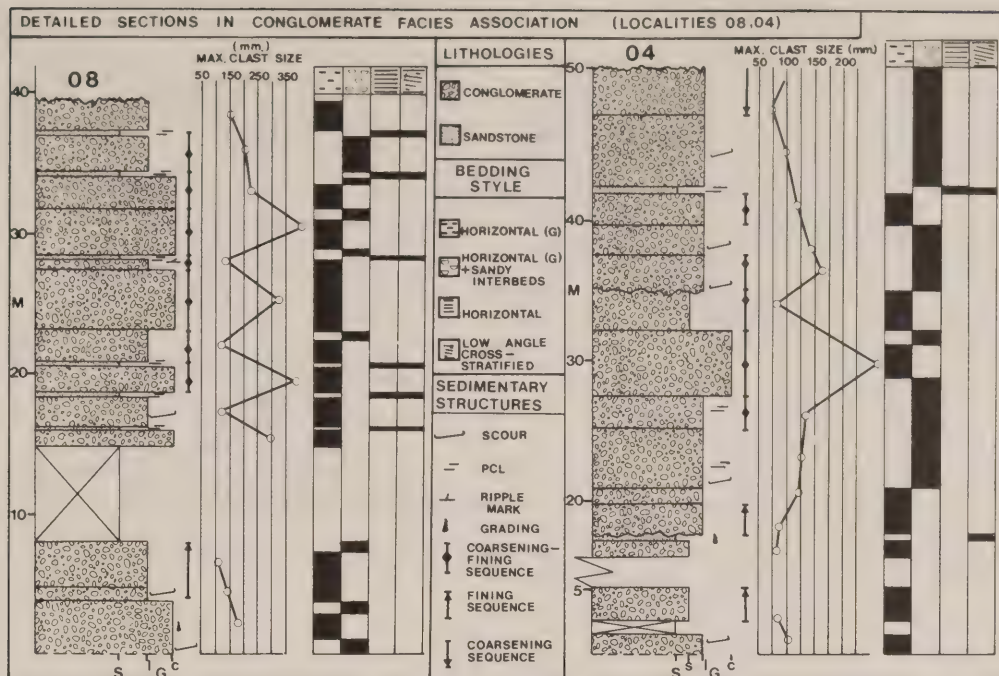 DETAILED SECTIONS IN CONGLOMERATE FACIES ASSOCIATION (LOCALITIES 08,04)
08
(mm.)
MAX. CLAST SIZE
50 150 250 350
40
30
M
20
10
S G C
LITHOLOGIES
CONGLOMERATE
SANDSTONE
BEDDING
STYLE
HORIZONTAL (G)
HORIZONTAL (G)
+ SANDY
INTERBEDS
HORIZONTAL
LOW ANGLE
CROSS-
STRATIFIED
SEDIMENTARY
STRUCTURES
SCOUR
PCL
RIPPLE
MARK
GRADING
COARSENING-
FINING
SEQUENCE
FINING
SEQUENCE
COARSENING
SEQUENCE
04
MAX. CLAST SIZE (mm)
50 100 150 200
50
40
M
30
20
5
S S G C